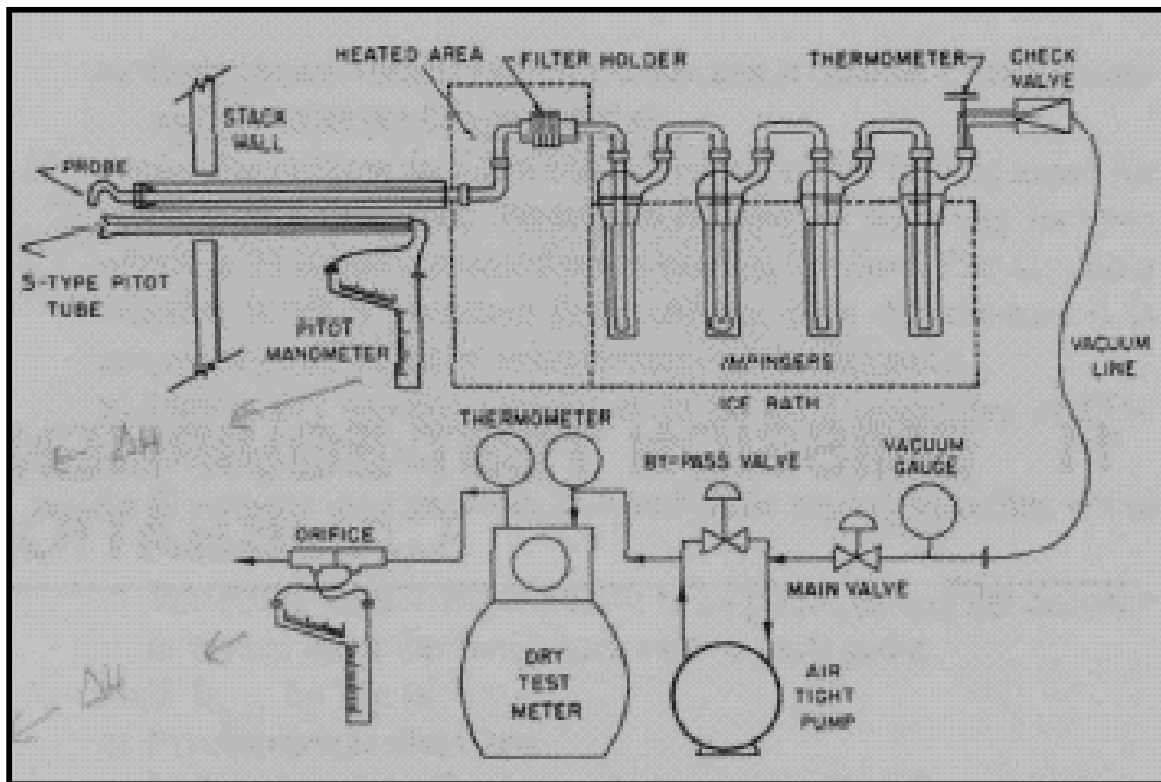 HEATED AREA
FILTER HOLDER
THERMOMETER
CHECK
VALVE
STACK
WALL
PROBE
S-TYPE PITOT
TUBE
PITOT
MANOMETER
IMPINGERS
ICE BATH
VACUUM
LINE
ΔH
THERMOMETER
BY-PASS VALVE
VACUUM
GAUGE
ORIFICE
MAIN VALVE
DRY
TEST
METER
AIR
TIGHT
PUMP
ΔH